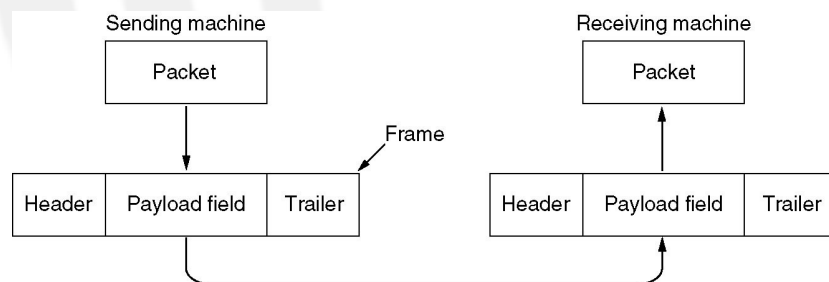 Sending machine
Receiving machine
Packet
Packet
Frame
Header
Payload field
Trailer
Header
Payload field
Trailer